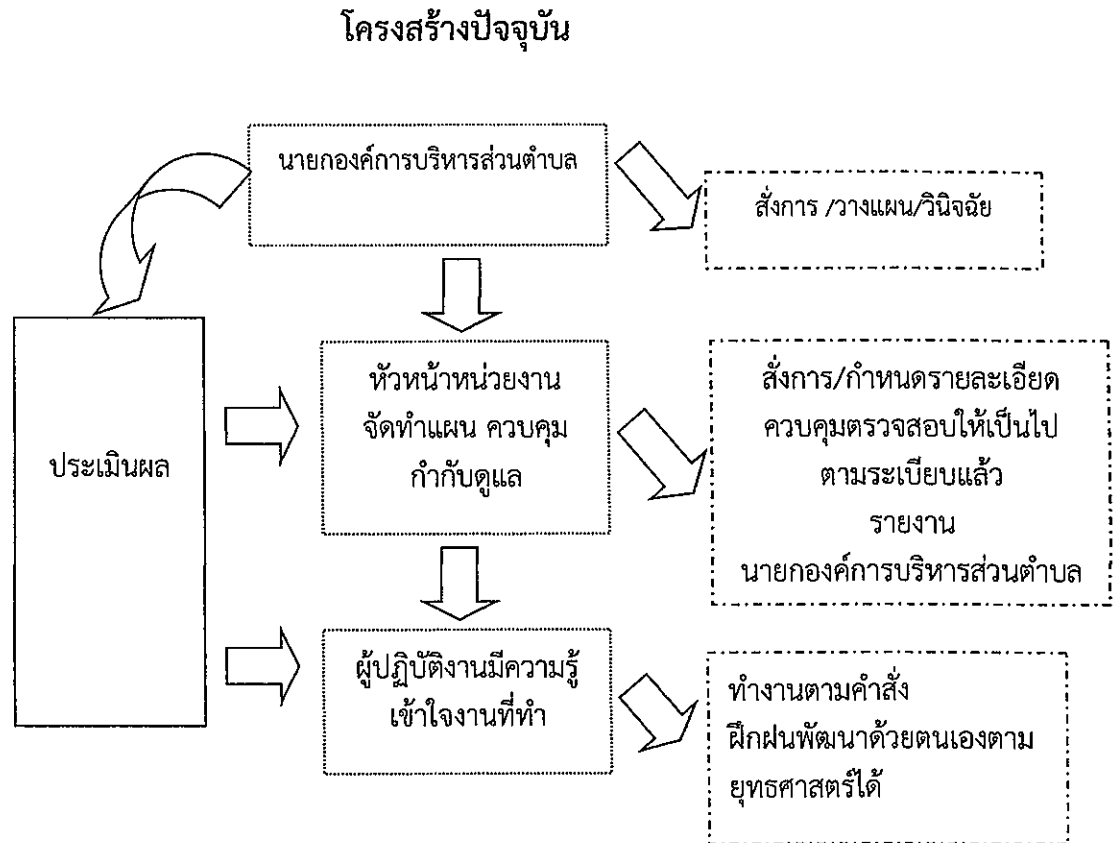 โครงสร้างปัจจุบัน
นายกองค์การบริหารส่วนตำบล
สั่งการ /วางแผน/วินิจฉัย
ประเมินผล
หัวหน้าหน่วยงาน
จัดทำแผน ควบคุม
กำกับดูแล
สั่งการ/กำหนดรายละเอียด
ควบคุมตรวจสอบให้เป็นไป
ตามระเบียบแล้ว
รายงาน
นายกองค์การบริหารส่วนตำบล
ผู้ปฏิบัติงานมีความรู้
เข้าใจงานที่ทำ
ทำงานตามคำสั่ง
ฝึกฝนพัฒนาด้วยตนเองตาม
ยุทธศาสตร์ได้